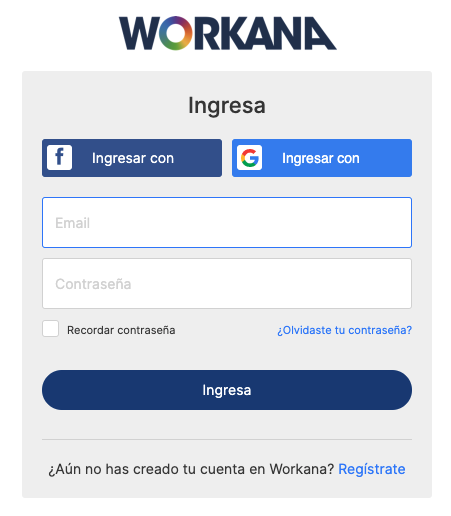 WORKANA
Ingresa
Ingresar con
Ingresar con
Email
Contraseña
Recordar contraseña
¿Olvidaste tu contraseña?
Ingresa
¿Aún no has creado tu cuenta en Workana? Regístrate